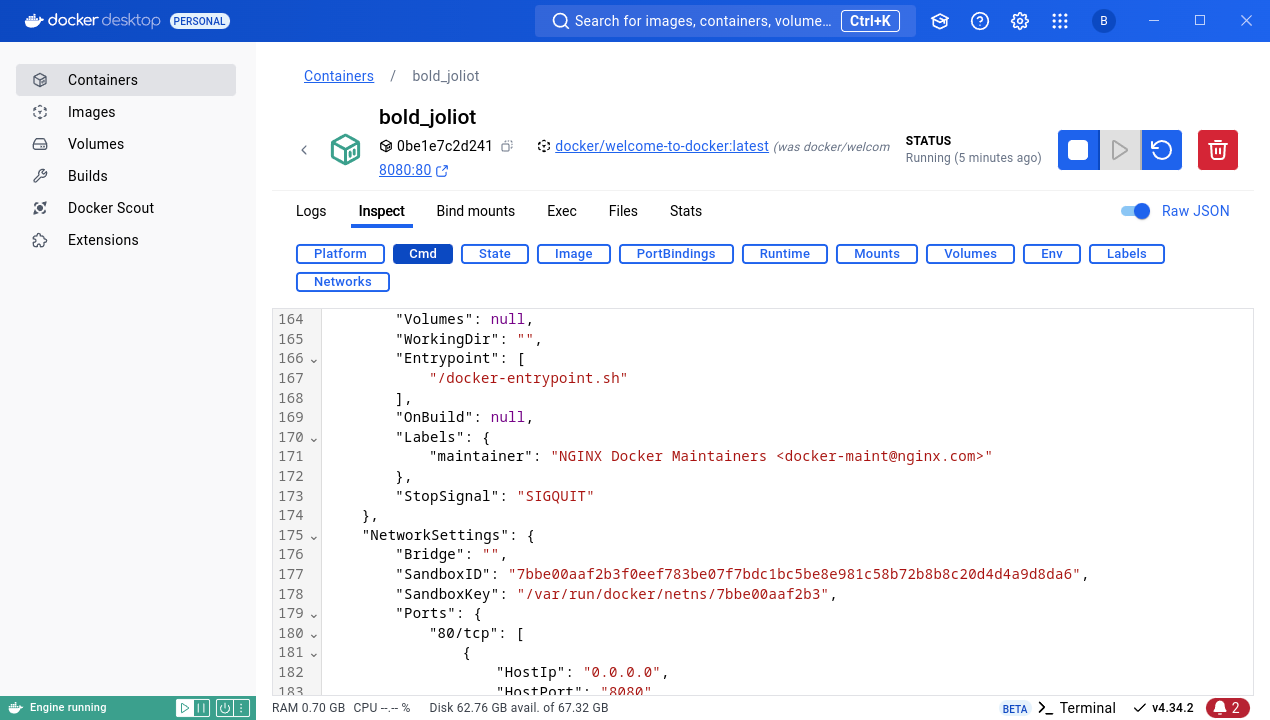 docker desktop PERSONAL Search for images, containers, volume... Ctrl+K B
Containers
Images
Volumes
Builds
Docker Scout
Extensions
Containers / bold_joliot
bold_joliot
0be1e7c2d241 docker/welcome-to-docker:latest (was docker/welcom
8080:80
STATUS
Running (5 minutes ago)
Logs Inspect Bind mounts Exec Files Stats Raw JSON
Platform Cmd State Image PortBindings Runtime Mounts Volumes Env Labels
Networks
164 "Volumes": null,
165 "WorkingDir": "",
166 "Entrypoint": [
167 "/docker-entrypoint.sh"
168 ],
169 "OnBuild": null,
170 "Labels": {
171 "maintainer": "NGINX Docker Maintainers <docker-maint@nginx.com>"
172 },
173 "StopSignal": "SIGQUIT"
174 },
175 "NetworkSettings": {
176 "Bridge": "",
177 "SandboxID": "7bbe00aaf2b3f0eef783be07f7bdc1bc5be8e981c58b72b8b8c20d4d4a9d8da6",
178 "SandboxKey": "/var/run/docker/netns/7bbe00aaf2b3",
179 "Ports": {
180 "80/tcp": [
181 {
182 "HostIp": "0.0.0.0",
183 "HostPort": "8080"
Engine running RAM 0.70 GB CPU --.-- % Disk 62.76 GB avail. of 67.32 GB BETA Terminal v4.34.2 2